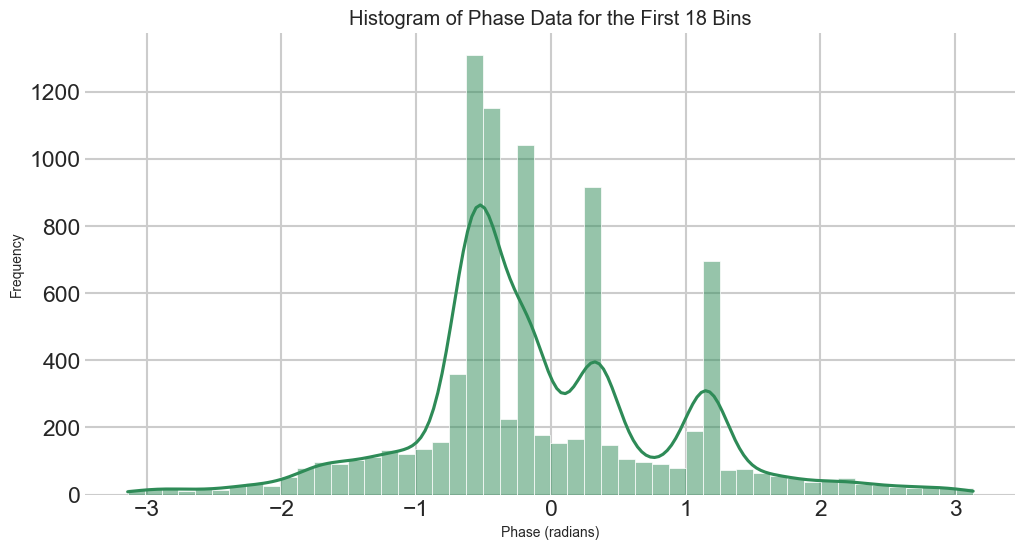 Histogram of Phase Data for the First 18 Bins
Frequency
1200
1000
800
600
400
200
0
−3 −2 −1 0 1 2 3
Phase (radians)